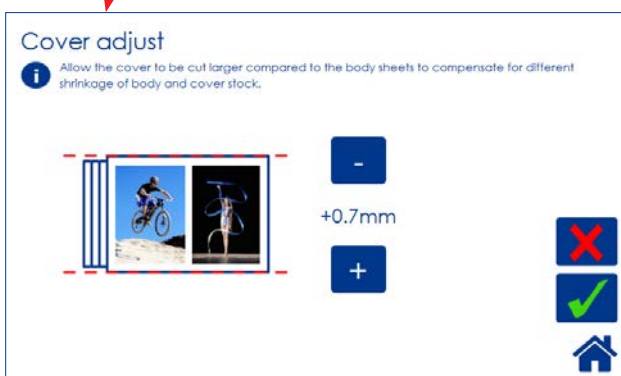 Cover adjust
i Allow the cover to be cut larger compared to the body sheets to compensate for different
shrinkage of body and cover stock.
-
+0.7mm
+